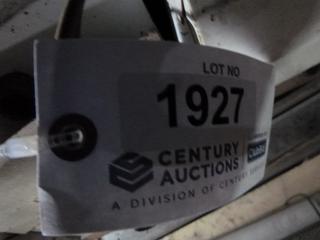 LOT NO
1927
CENTURY
AUCTIONS
A DIVISION OF CENTURY